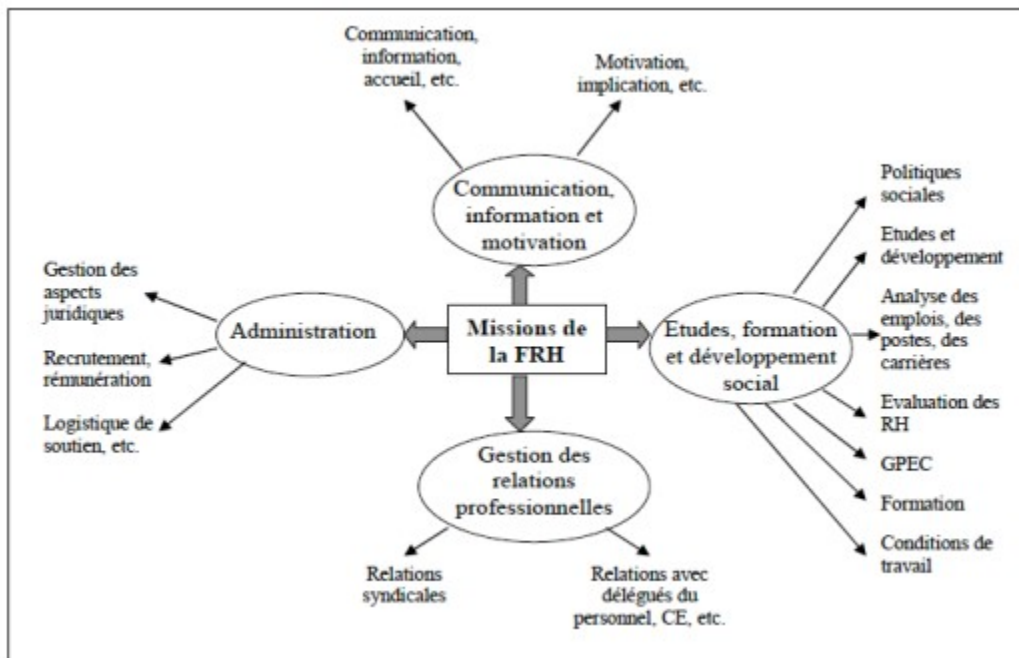 Communication,
information,
accueil, etc.
Motivation,
implication, etc.
Communication,
information et
motivation
Politiques
sociales
Etudes et
développement
Analyse des
emplois, des
postes, des
carrières
Evaluation des
RH
GPEC
Formation
Conditions de
travail
Gestion des
aspects
juridiques
Recrutement,
rémunération
Logistique de
soutien, etc.
Administration
Missions de
la FRH
Etudes, formation
et développement
social
Gestion des
relations
professionnelles
Relations
syndicales
Relations avec
délégués du
personnel, CE, etc.